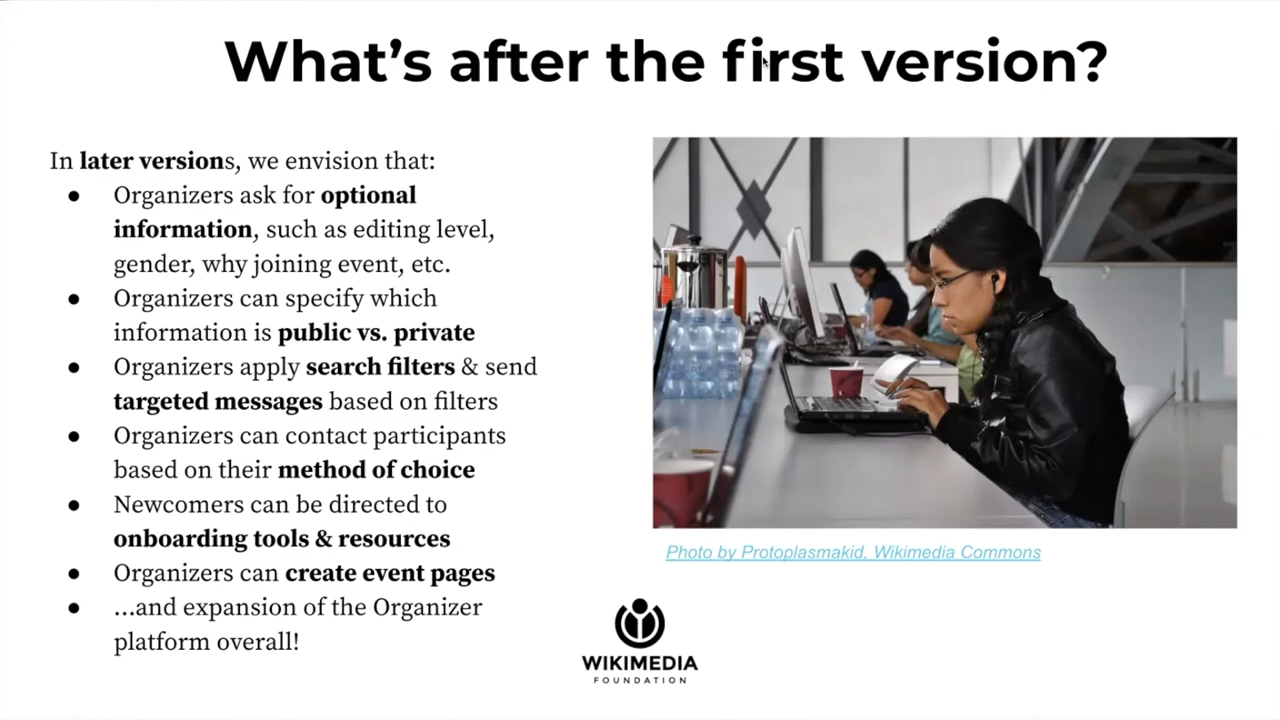 What's after the first version?
In later versions, we envision that:
● Organizers ask for optional
information, such as editing level,
gender, why joining event, etc.
● Organizers can specify which
information is public vs. private
● Organizers apply search filters & send
targeted messages based on filters
● Organizers can contact participants
based on their method of choice
● Newcomers can be directed to
onboarding tools & resources
● Organizers can create event pages
● ...and expansion of the Organizer
platform overall!
Photo by Protoplasmakid, Wikimedia Commons
WIKIMEDIA
FOUNDATION